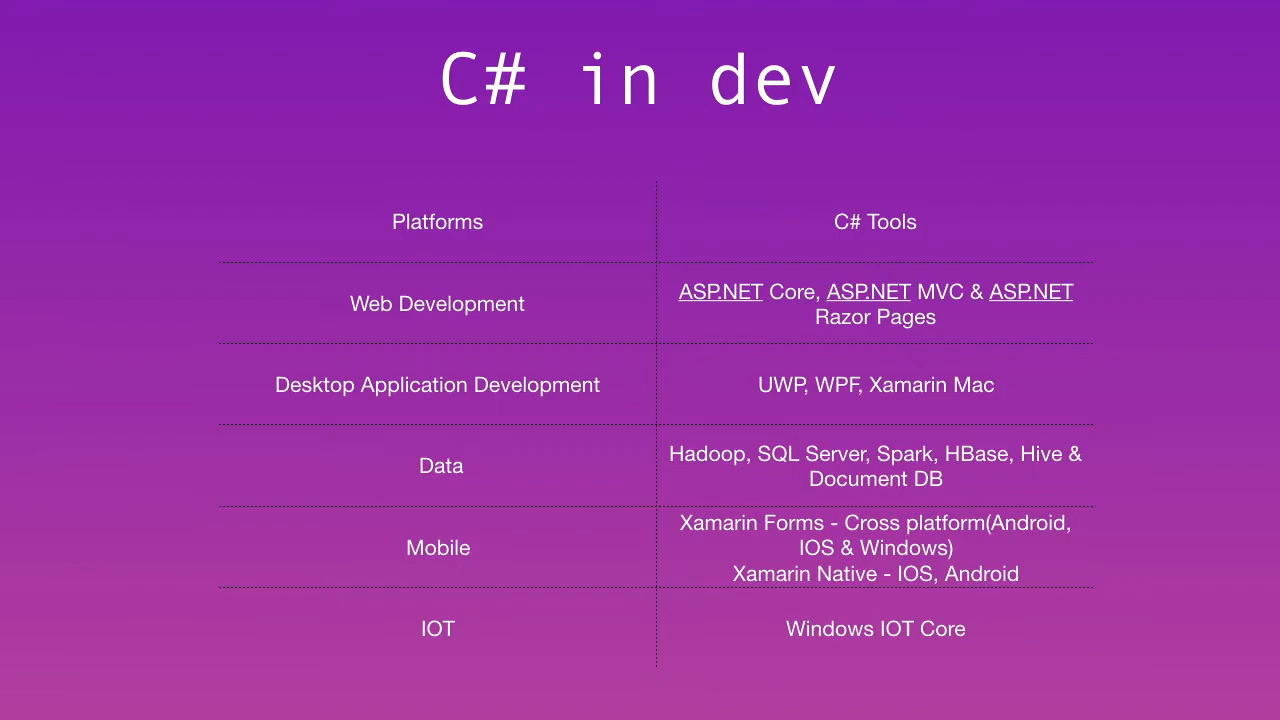 C# in dev
Platforms
C# Tools
Web Development
ASP.NET Core, ASP.NET MVC & ASP.NET
Razor Pages
Desktop Application Development
UWP, WPF, Xamarin Mac
Data
Hadoop, SQL Server, Spark, HBase, Hive &
Document DB
Mobile
Xamarin Forms - Cross platform(Android,
IOS & Windows)
Xamarin Native - IOS, Android
IOT
Windows IOT Core